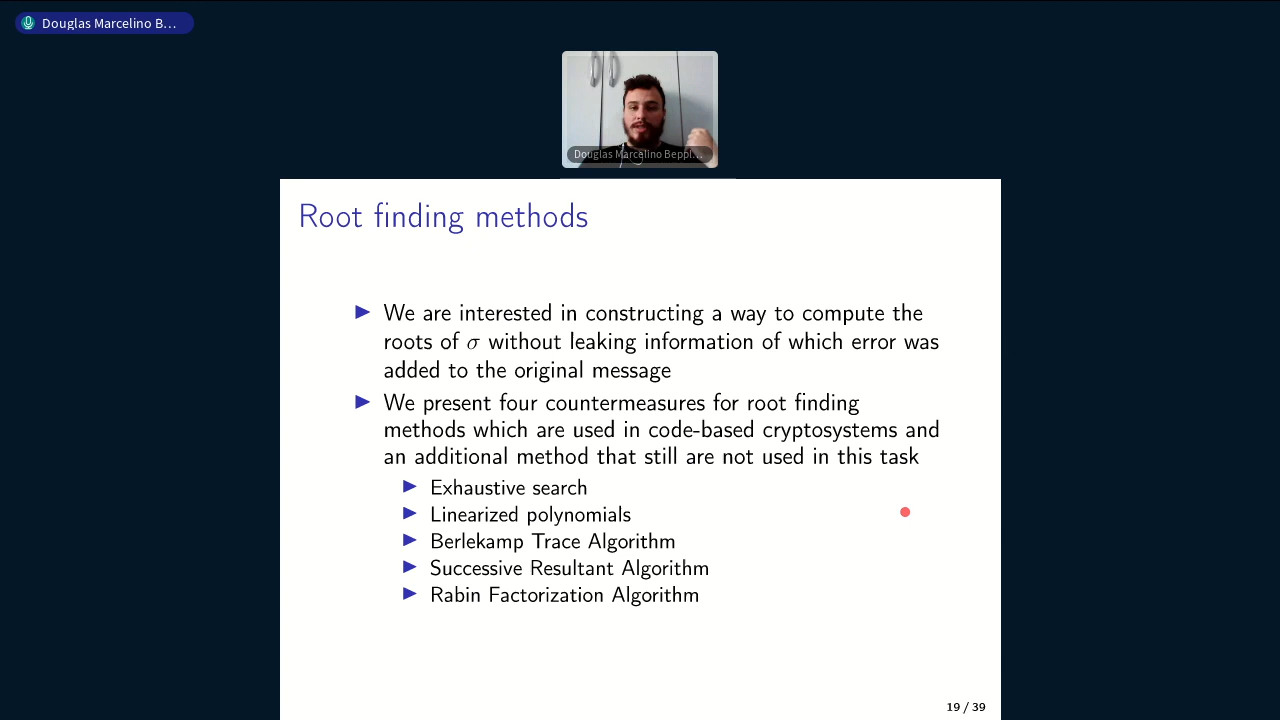 Douglas Marcelino B...
Douglas Marcelino Beppl...
Root finding methods
▶ We are interested in constructing a way to compute the
roots of σ without leaking information of which error was
added to the original message
▶ We present four countermeasures for root finding
methods which are used in code-based cryptosystems and
an additional method that still are not used in this task
▶ Exhaustive search
▶ Linearized polynomials
▶ Berlekamp Trace Algorithm
▶ Successive Resultant Algorithm
▶ Rabin Factorization Algorithm
19 / 39